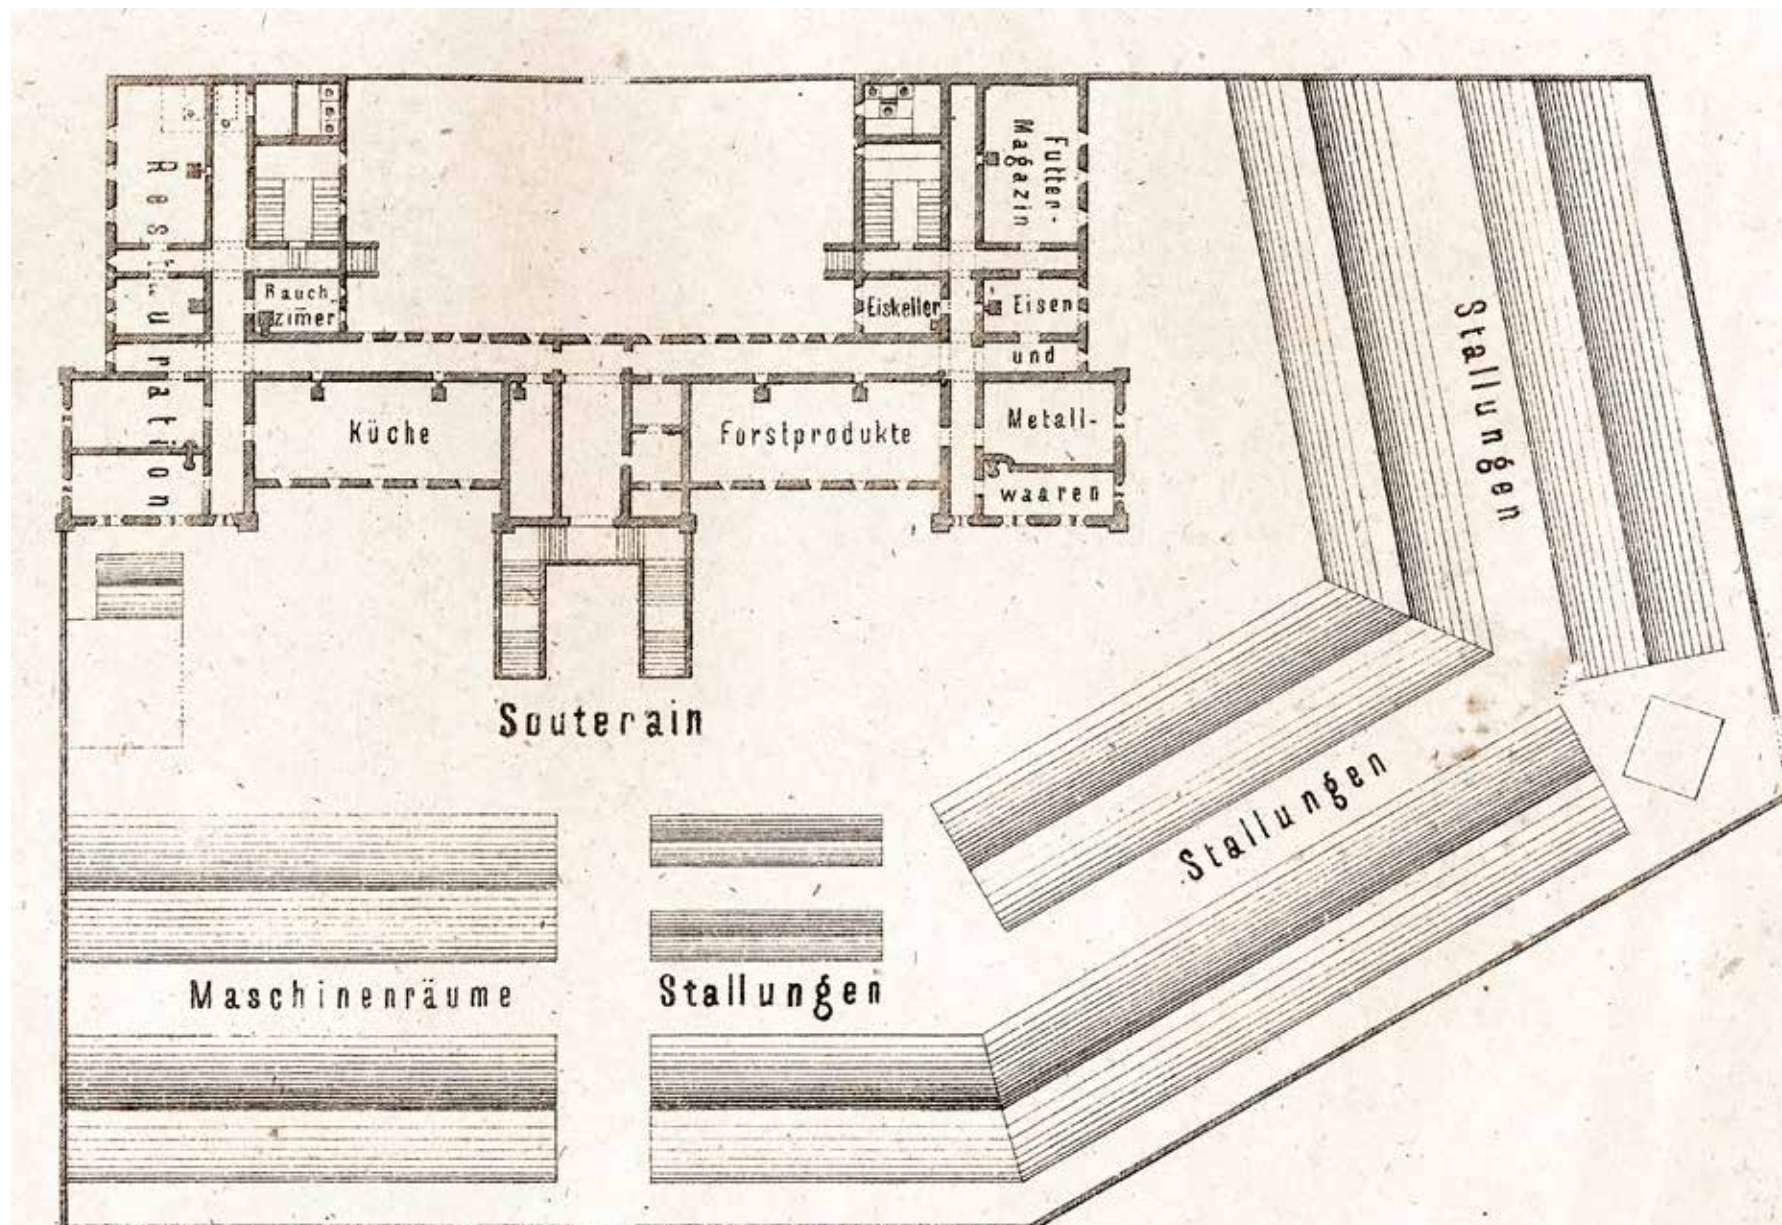 Restauration
Futter-
Magazin
Rauch
zimer
Eiskeller
Eisen
und
Küche
Forstprodukte
Metall-
waaren
Stallungen
Souterain
Stallungen
Maschinenräume
Stallungen